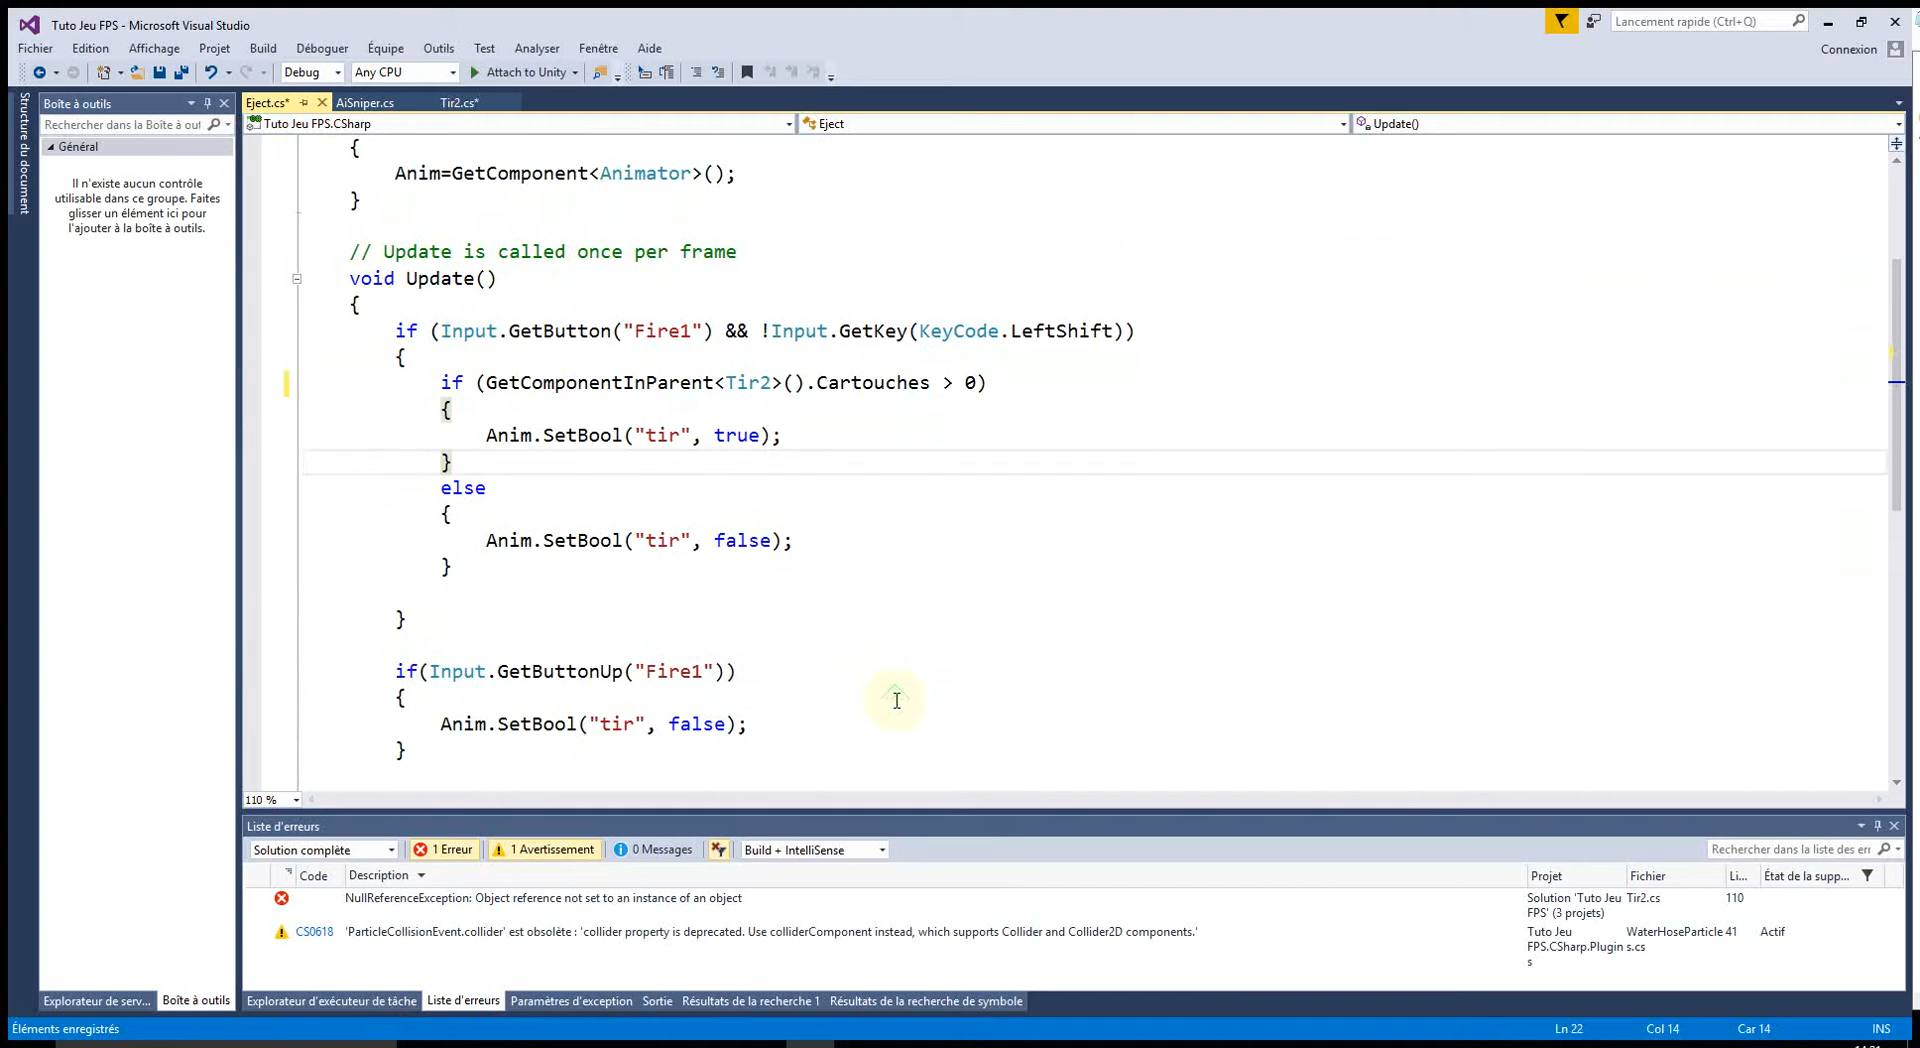 Tuto Jeu FPS - Microsoft Visual Studio
Lancement rapide (Ctrl+Q)
Fichier Edition Affichage Projet Build Déboguer Équipe Outils Test Analyser Fenêtre Aide
Connexion
Debug Any CPU Attach to Unity
Structure du document
Boîte à outils
Rechercher dans la Boîte à out
Général
Il n'existe aucun contrôle
utilisable dans ce groupe. Faites
glisser un élément ici pour
l'ajouter à la boîte à outils.
Eject.cs* AiSniper.cs Tir2.cs*
Tuto Jeu FPS.CSharp Eject Update()
{
Anim=GetComponent<Animator>();
}
// Update is called once per frame
void Update()
{
if (Input.GetButton("Fire1") && !Input.GetKey(KeyCode.LeftShift))
{
if (GetComponentInParent<Tir2>().Cartouches > 0)
{
Anim.SetBool("tir", true);
}
else
{
Anim.SetBool("tir", false);
}
}
if(Input.GetButtonUp("Fire1"))
{
Anim.SetBool("tir", false);
}
110 %
Liste d'erreurs
Solution complète 1 Erreur 1 Avertissement 0 Messages Build + IntelliSense Rechercher dans la liste des err
Code Description Projet Fichier Li... État de la supp...
NullReferenceException: Object reference not set to an instance of an object Solution 'Tuto Jeu Tir2.cs 110
FPS' (3 projets)
CS0618 'ParticleCollisionEvent.collider' est obsolète : 'collider property is deprecated. Use colliderComponent instead, which supports Collider and Collider2D components.' Tuto Jeu WaterHoseParticle 41 Actif
FPS.CSharp.Plugin s.cs
s
Explorateur de serv... Boîte à outils Explorateur d'exécuteur de tâche Liste d'erreurs Paramètres d'exception Sortie Résultats de la recherche 1 Résultats de la recherche de symbole
Éléments enregistrés Ln 22 Col 14 Car 14 INS